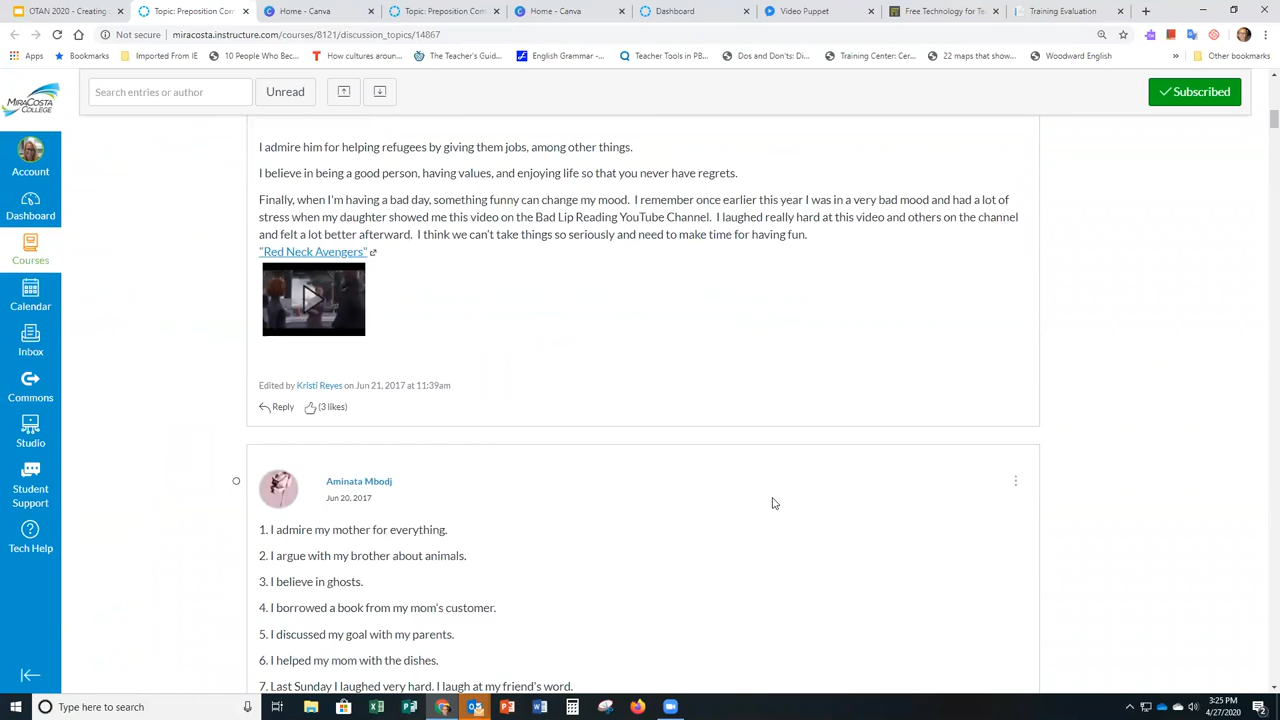 OTAN 2020 - Creating
Topic: Preposition Com
Home - Canva
Topic: Preposition Com
Home - Canva
Dashboard
Video Puppet
Free Technology for Te
Training Evaluation
Not secure
miracosta.instructure.com/courses/8121/discussion_topics/14867
Apps
Bookmarks
Imported From IE
10 People Who Bec...
How cultures aroun...
The Teacher's Guid...
English Grammar -...
Teacher Tools in PB...
Dos and Don'ts: Di...
Training Center: Cer...
22 maps that show...
Woodward English
»
Other bookmarks
MIRACOSTA
COLLEGE
Account
Dashboard
Courses
Calendar
Inbox
Commons
Studio
Student
Support
Tech Help
Search entries or author
Unread
Subscribed
I admire him for helping refugees by giving them jobs, among other things.
I believe in being a good person, having values, and enjoying life so that you never have regrets.
Finally, when I'm having a bad day, something funny can change my mood. I remember once earlier this year I was in a very bad mood and had a lot of
stress when my daughter showed me this video on the Bad Lip Reading YouTube Channel. I laughed really hard at this video and others on the channel
and felt a lot better afterward. I think we can't take things so seriously and need to make time for having fun.
"Red Neck Avengers"
Edited by Kristi Reyes on Jun 21, 2017 at 11:39am
Reply
(3 likes)
Aminata Mbodj
Jun 20, 2017
1. I admire my mother for everything.
2. I argue with my brother about animals.
3. I believe in ghosts.
4. I borrowed a book from my mom's customer.
5. I discussed my goal with my parents.
6. I helped my mom with the dishes.
7. Last Sunday I laughed very hard. I laugh at my friend's word.
Type here to search
3:25 PM
4/27/2020